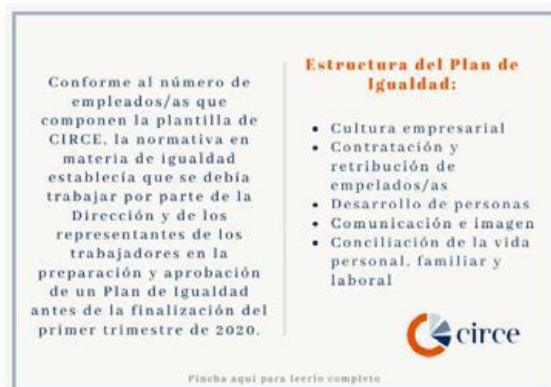 Conforme al número de
empleados/as que
componen la plantilla de
CIRCE, la normativa en
materia de igualdad
establecía que se debía
trabajar por parte de la
Dirección y de los
representantes de los
trabajadores en la
preparación y aprobación
de un Plan de Igualdad
antes de la finalización del
primer trimestre de 2020.
Estructura del Plan de
Igualdad:
• Cultura empresarial
• Contratación y
retribución de
empelados/as
• Desarrollo de personas
• Comunicación e imagen
• Conciliación de la vida
personal, familiar y
laboral
circe
Pincha aquí para leerlo completo